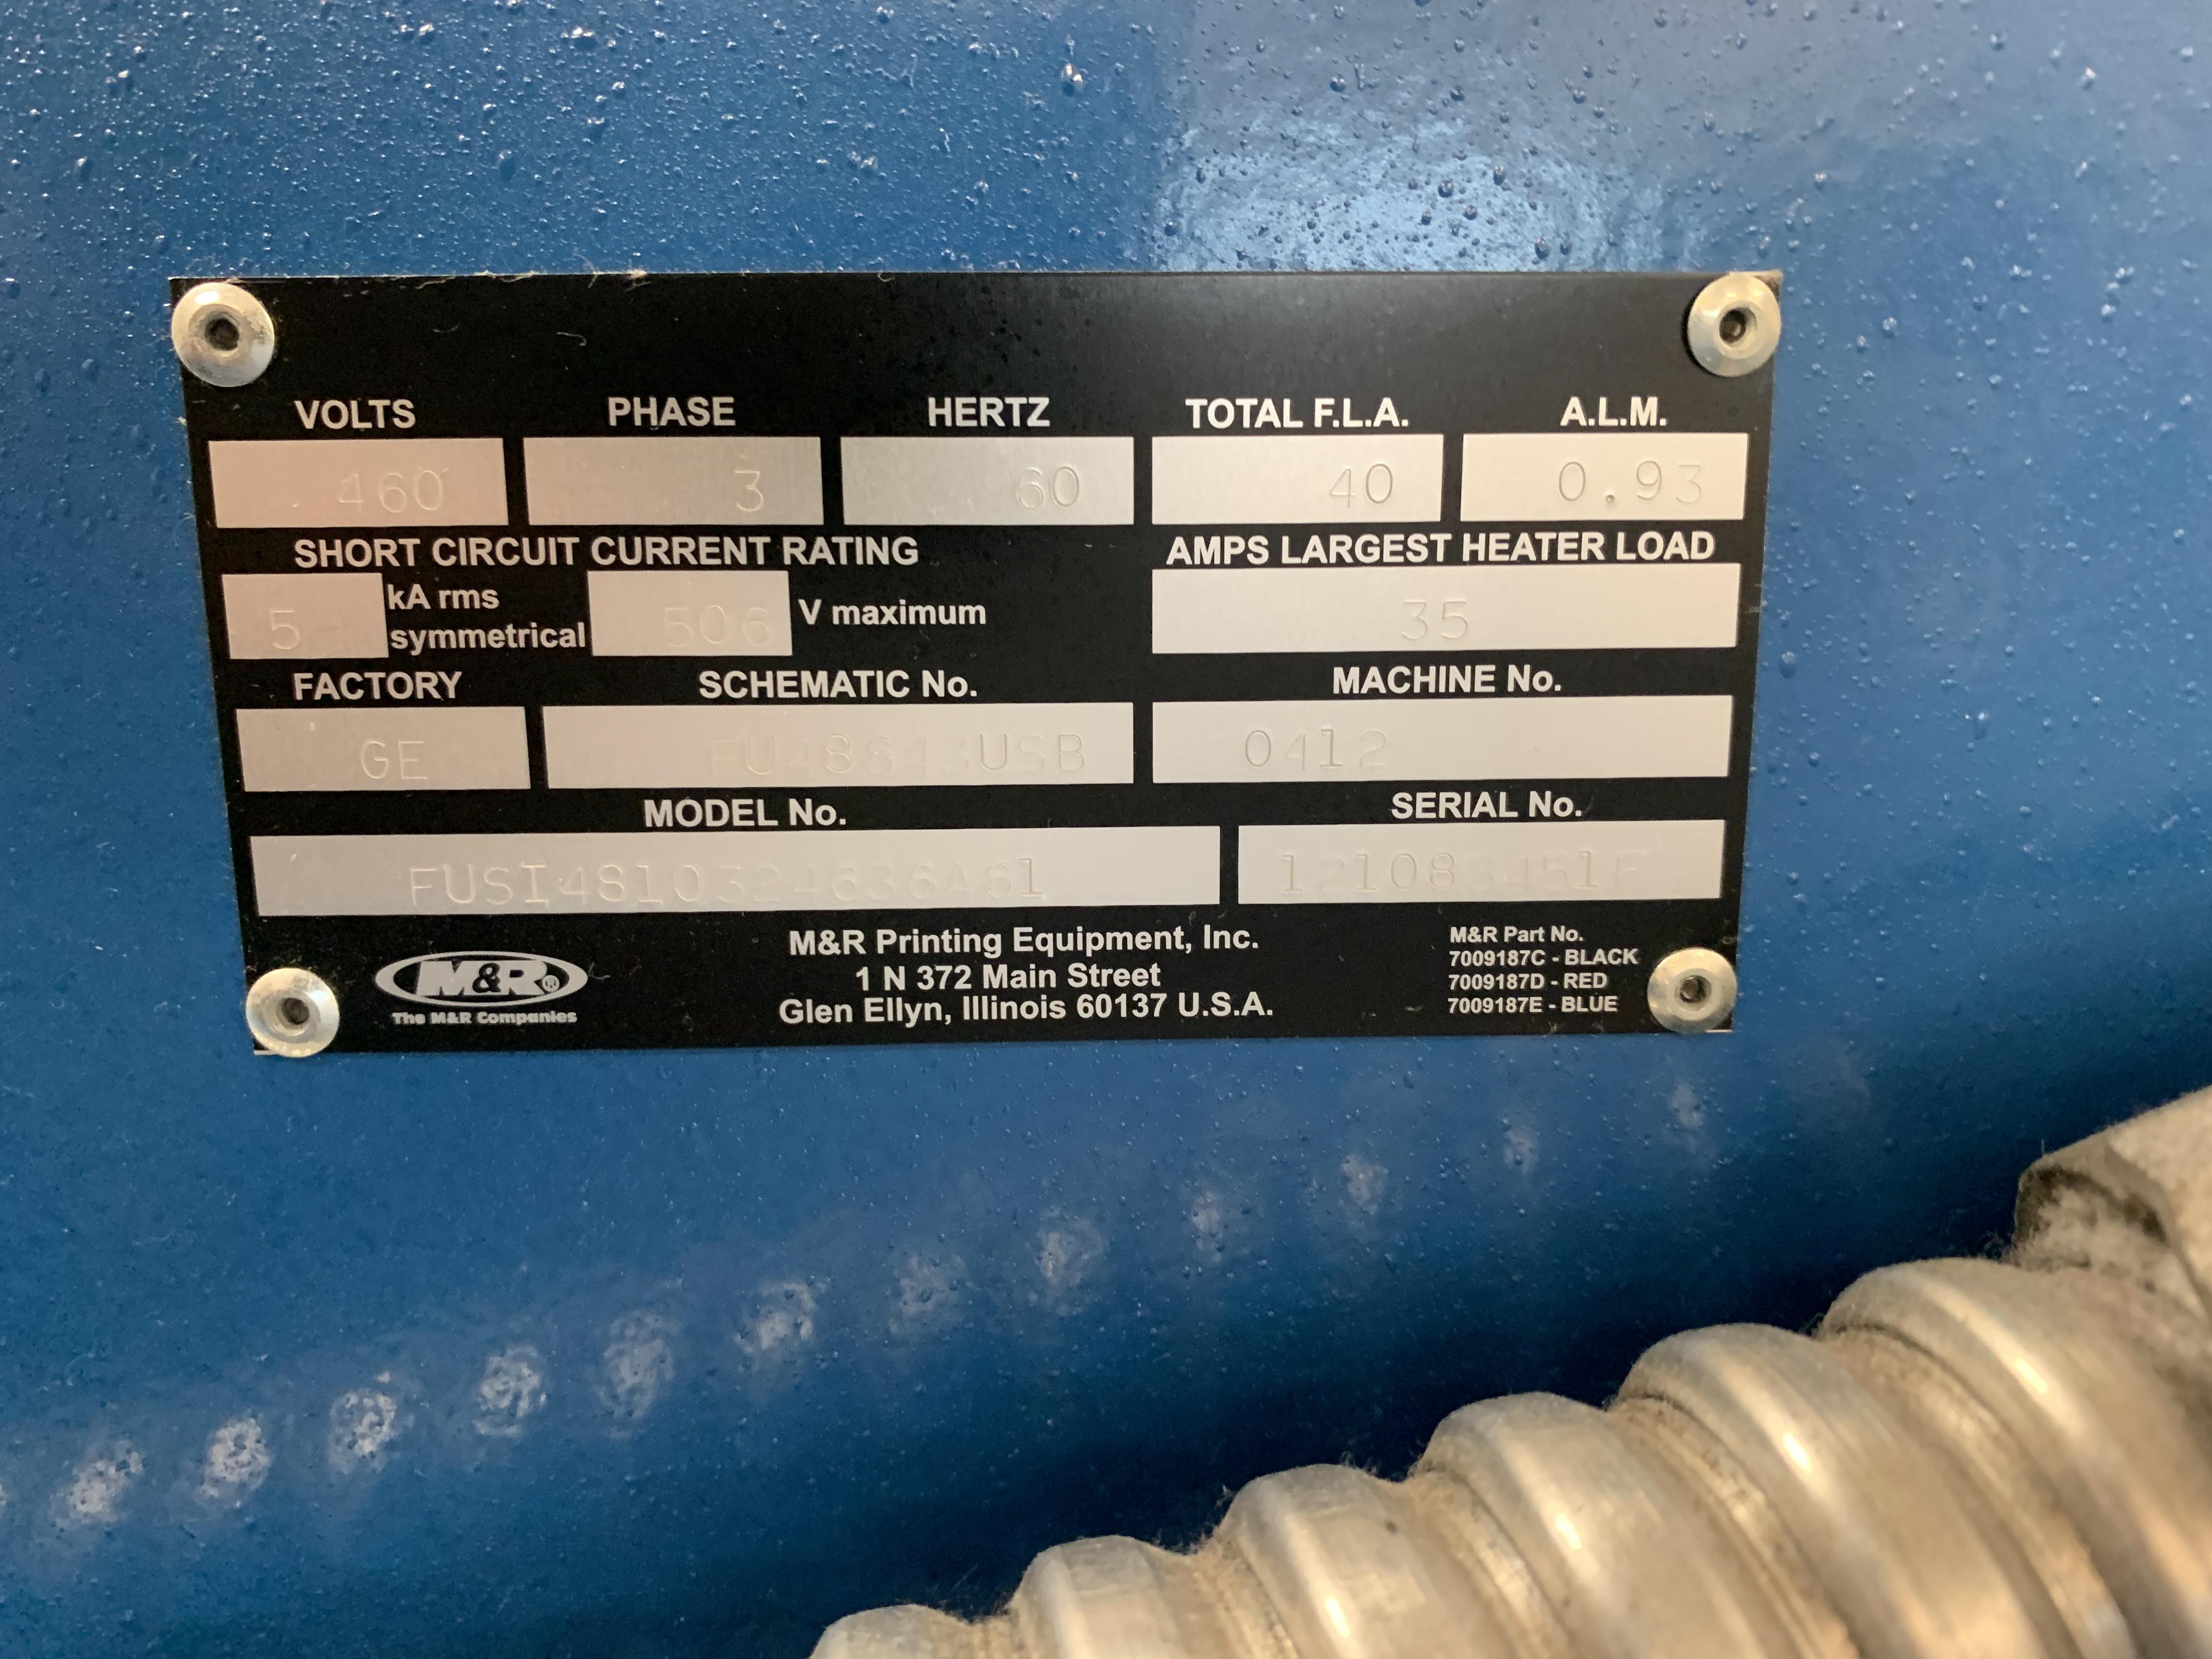 VOLTS PHASE HERTZ TOTAL F.L.A. A.L.M.
460 3 60 40 0.93
SHORT CIRCUIT CURRENT RATING AMPS LARGEST HEATER LOAD
5 kA rms symmetrical 506 V maximum 35
FACTORY SCHEMATIC No. MACHINE No.
GE FU48643USB 0412
MODEL No. SERIAL No.
M&R Printing Equipment, Inc.
1 N 372 Main Street
Glen Ellyn, Illinois 60137 U.S.A.
M&R®
The M&R Companies
M&R Part No.
7009187C - BLACK
7009187D - RED
7009187E - BLUE